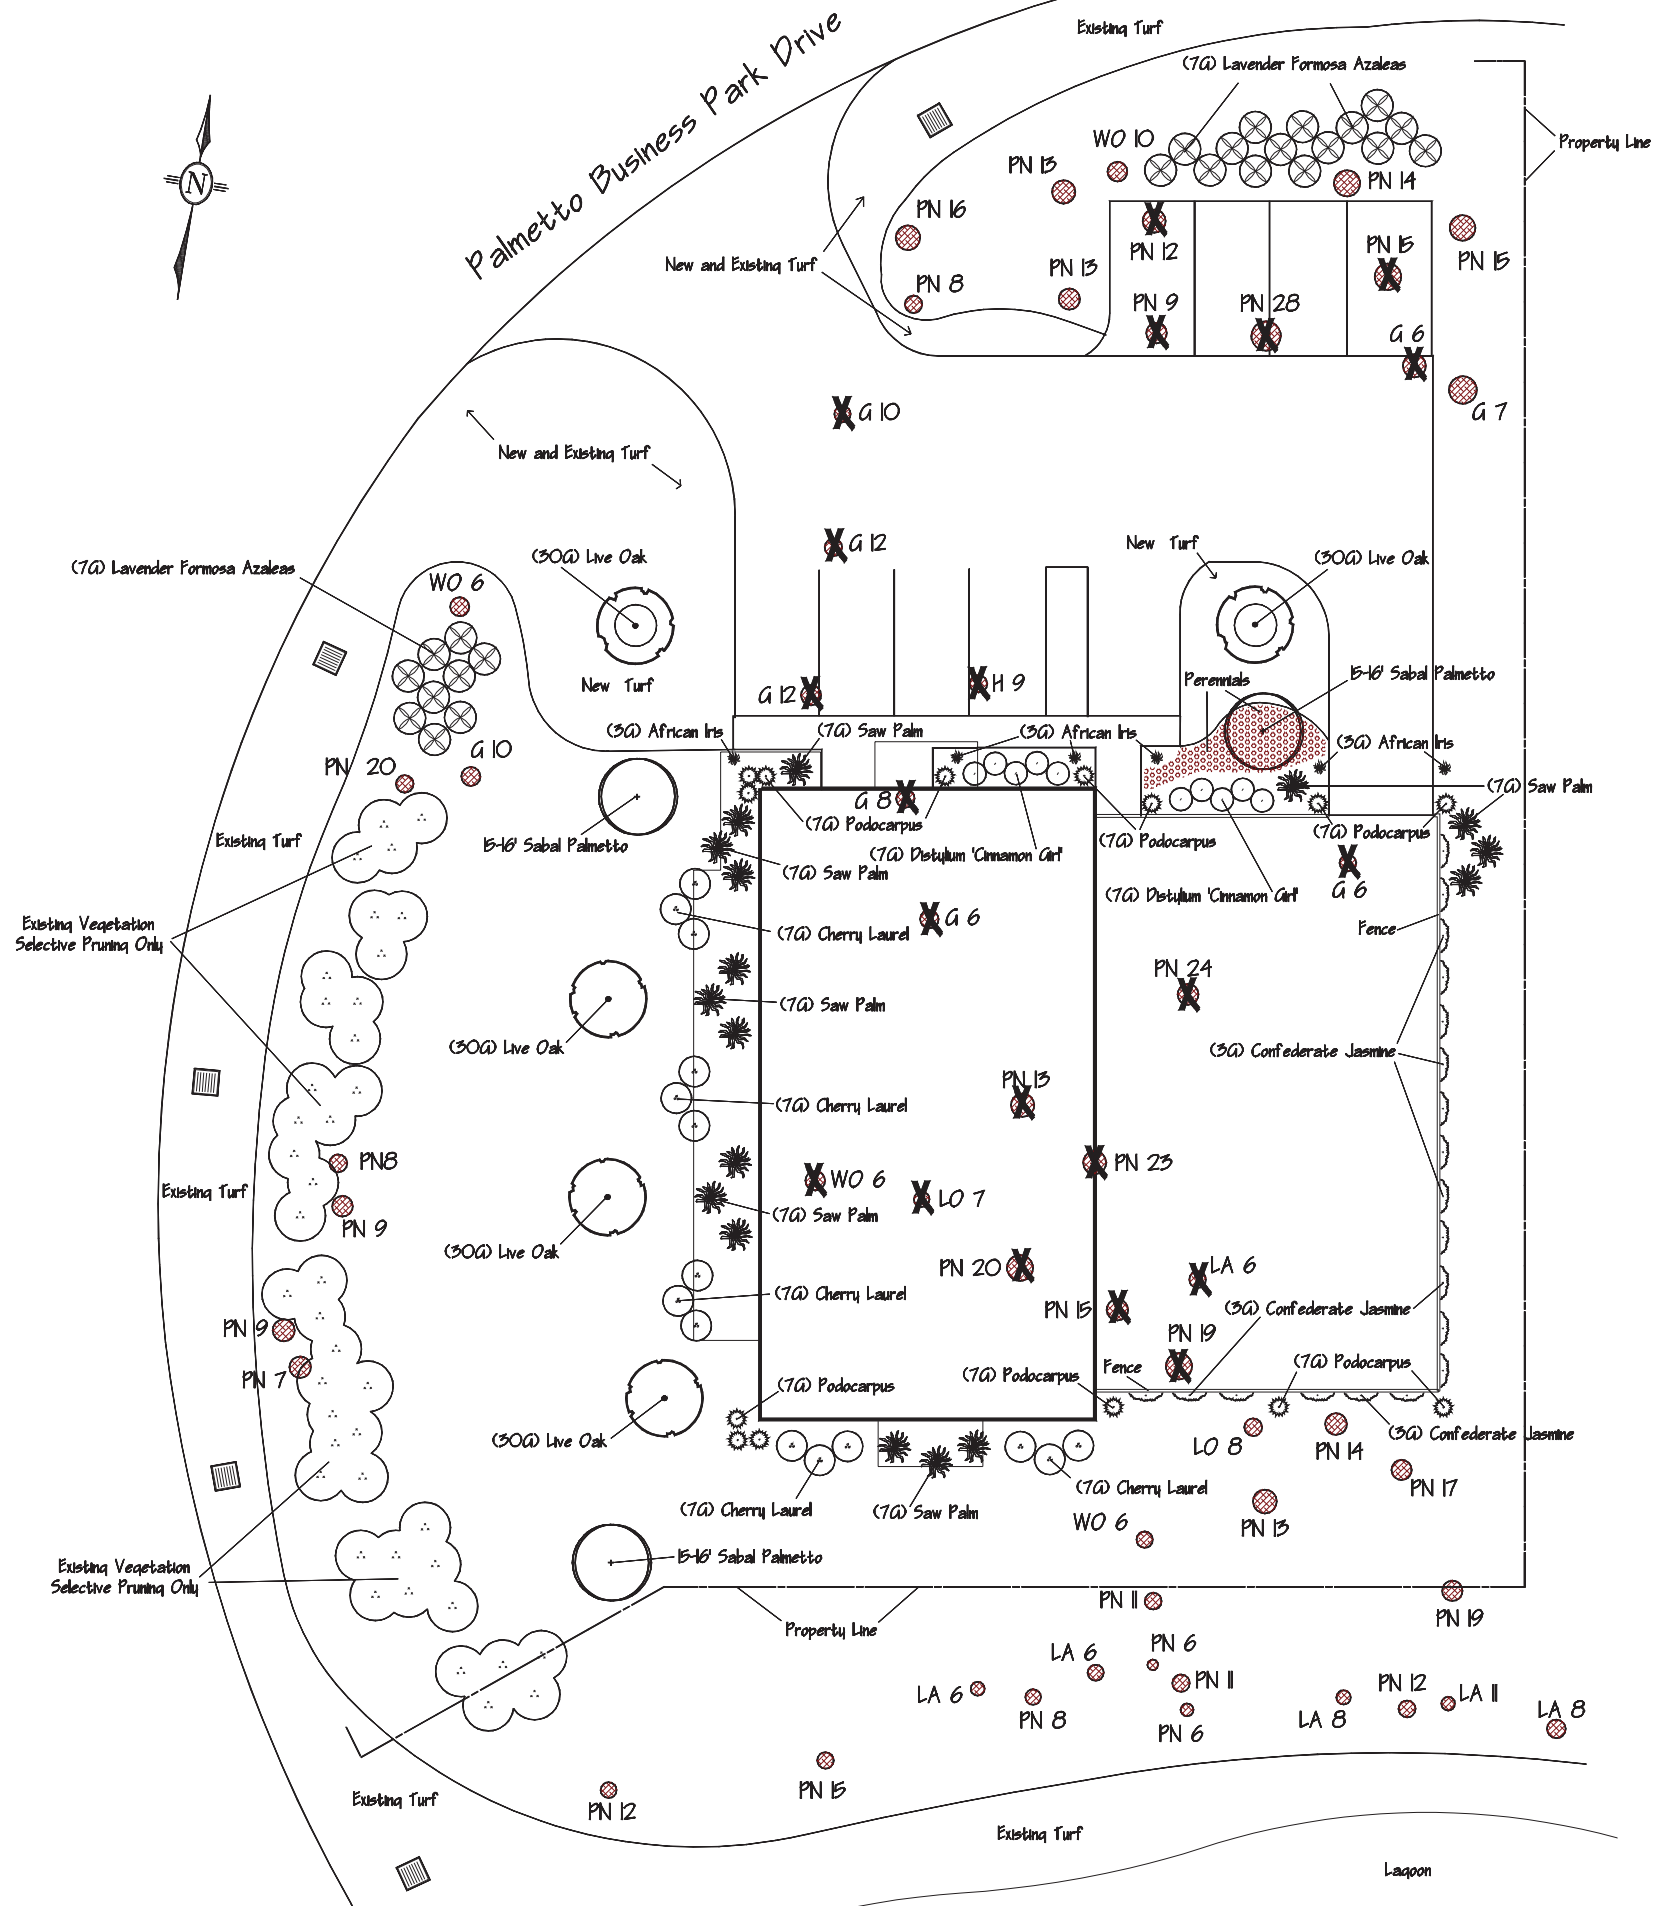 Existing Turf
Palmetto Business Park Drive
(7G) Lavender Formosa Azaleas
Property Line
WO 10
PN 13
PN 14
PN 16
PN 12
PN 15
PN 15
New and Existing Turf
PN 13
PN 8
PN 9
PN 28
G 6
G 7
G 10
N
New and Existing Turf
G 12
New Turf
(30G) Live Oak
(30G) Live Oak
(7G) Lavender Formosa Azaleas
WO 6
New Turf
G 12
H 9
Perennials
15-16' Sabal Palmetto
(3G) African Iris
(7G) Saw Palm
(3G) African Iris
(3G) African Iris
G 10
PN 20
(7G) Saw Palm
G 8
Existing Turf
15-16' Sabal Palmetto
(7G) Podocarpus
(7G) Podocarpus
(7G) Podocarpus
(7G) Distylium 'Cinnamon Girl'
(7G) Saw Palm
G 6
(7G) Distylium 'Cinnamon Girl'
Existing Vegetation
Selective Pruning Only
(7G) Cherry Laurel
G 6
Fence
PN 24
(7G) Saw Palm
(30G) Live Oak
(3G) Confederate Jasmine
PN 13
(7G) Cherry Laurel
PN8
PN 23
WO 6
LO 7
Existing Turf
PN 9
(7G) Saw Palm
(30G) Live Oak
PN 20
LA 6
(7G) Cherry Laurel
PN 15
(3G) Confederate Jasmine
PN 9
PN 19
PN 7
Fence
(7G) Podocarpus
(7G) Podocarpus
(7G) Podocarpus
(30G) Live Oak
LO 8
PN 14
(3G) Confederate Jasmine
PN 17
(7G) Cherry Laurel
(7G) Saw Palm
(7G) Cherry Laurel
WO 6
PN 13
Existing Vegetation
Selective Pruning Only
15-16' Sabal Palmetto
PN 11
PN 19
Property Line
LA 6
PN 6
LA 6
PN 8
PN 11
PN 6
LA 8
PN 12
LA 11
LA 8
PN 15
PN 12
Existing Turf
Existing Turf
Lagoon